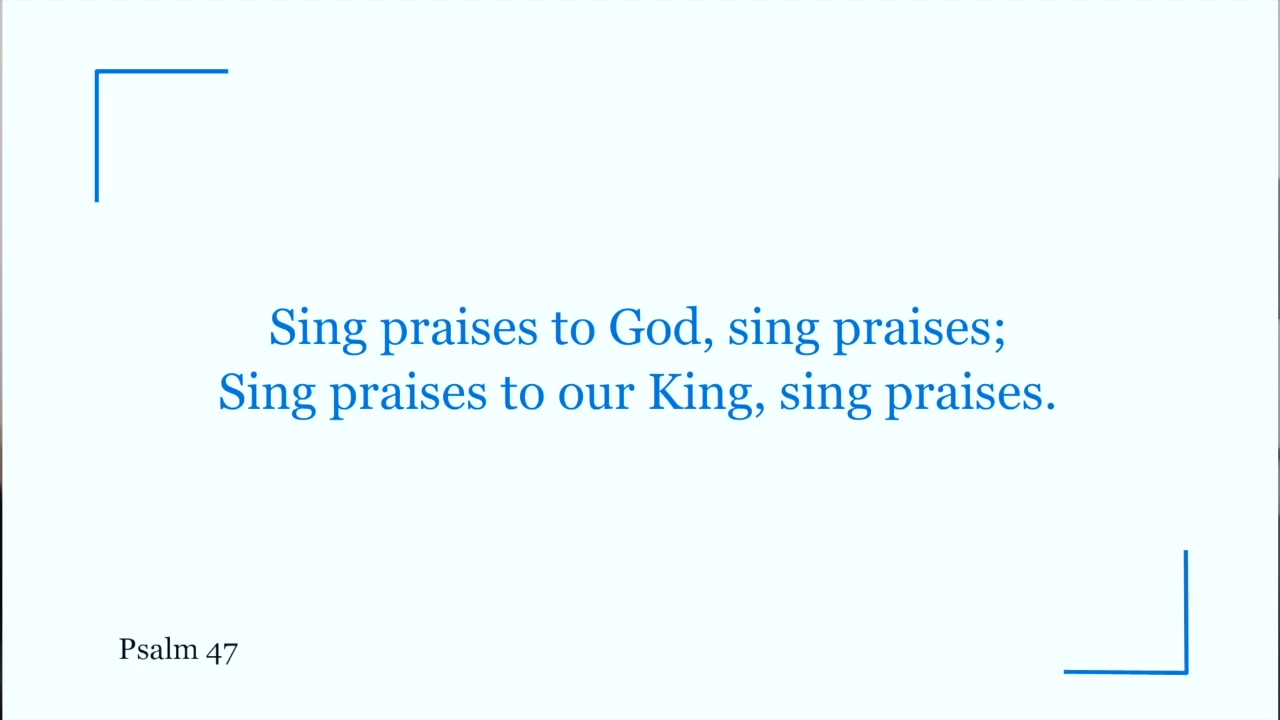 Sing praises to God, sing praises;
Sing praises to our King, sing praises.
Psalm 47